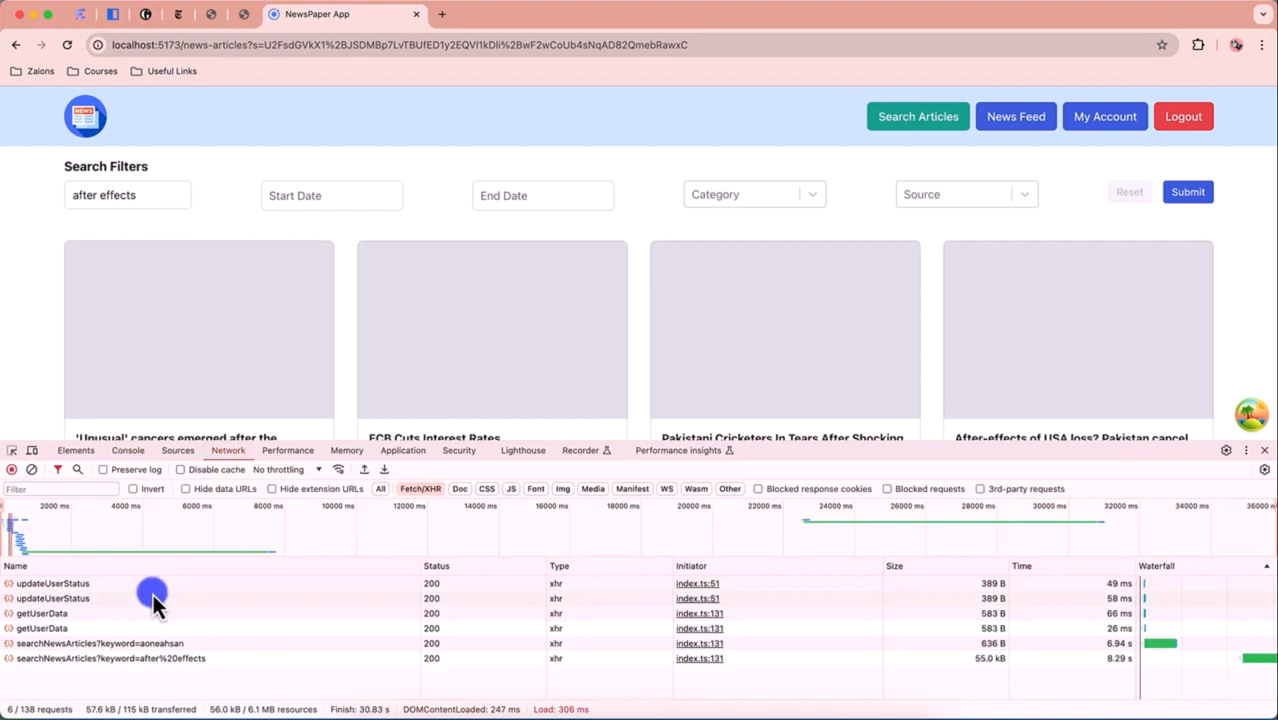 NewsPaper App
localhost:5173/news-articles?s=U2FsdGVkX1%2BJSDMBp7LvTBUfED1y2EQVI1kDli%2BwF2wCoUb4sNqAD82QmebRawxC
Zaions Courses Useful Links
NEWS
Search Articles News Feed My Account Logout
Search Filters
after effects Start Date End Date Category Source Reset Submit
'Unusual' cancers emerged after the ECB Cuts Interest Rates Pakistani Cricketers In Tears After Shocking After-effects of USA loss? Pakistan cancel
Elements Console Sources Network Performance Memory Application Security Lighthouse Recorder Performance insights
Preserve log Disable cache No throttling
Filter Invert Hide data URLs Hide extension URLs All Fetch/XHR Doc CSS JS Font Img Media Manifest WS Wasm Other Blocked response cookies Blocked requests 3rd-party requests
2000 ms 4000 ms 6000 ms 8000 ms 10000 ms 12000 ms 14000 ms 16000 ms 18000 ms 20000 ms 22000 ms 24000 ms 26000 ms 28000 ms 30000 ms 32000 ms 34000 ms 36000 ms
Name Status Type Initiator Size Time Waterfall
updateUserStatus 200 xhr index.ts:51 389 B 49 ms
updateUserStatus 200 xhr index.ts:51 389 B 58 ms
getUserData 200 xhr index.ts:131 583 B 66 ms
getUserData 200 xhr index.ts:131 583 B 26 ms
searchNewsArticles?keyword=aoneahsan 200 xhr index.ts:131 636 B 6.94 s
searchNewsArticles?keyword=after%20effects 200 xhr index.ts:131 55.0 kB 8.29 s
6 / 138 requests 57.6 kB / 115 kB transferred 56.0 kB / 6.1 MB resources Finish: 30.83 s DOMContentLoaded: 247 ms Load: 306 ms